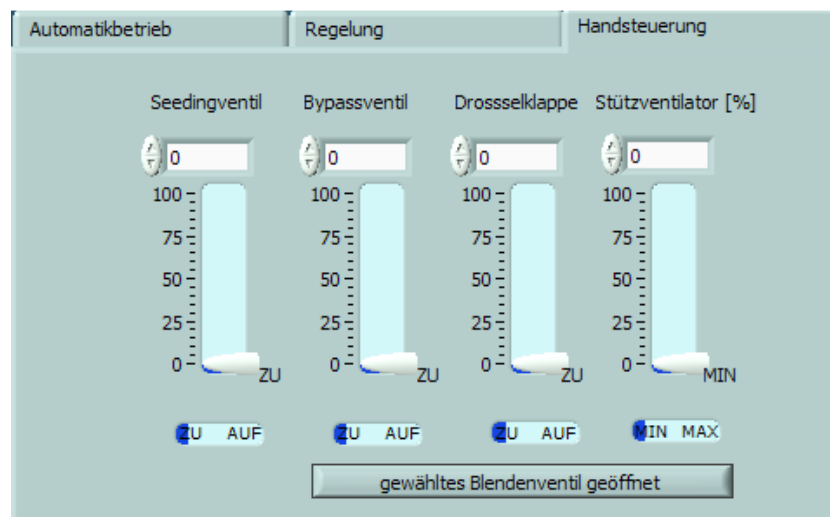 Automatikbetrieb Regelung Handsteuerung
Seedingventil Bypassventil Drossselklappe Stützventilator [%]
0 0 0 0
100 100 100 100
75 75 75 75
50 50 50 50
25 25 25 25
0 0 0 0
ZU ZU ZU MIN
ZU AUF ZU AUF ZU AUF MIN MAX
gewähltes Blendenventil geöffnet